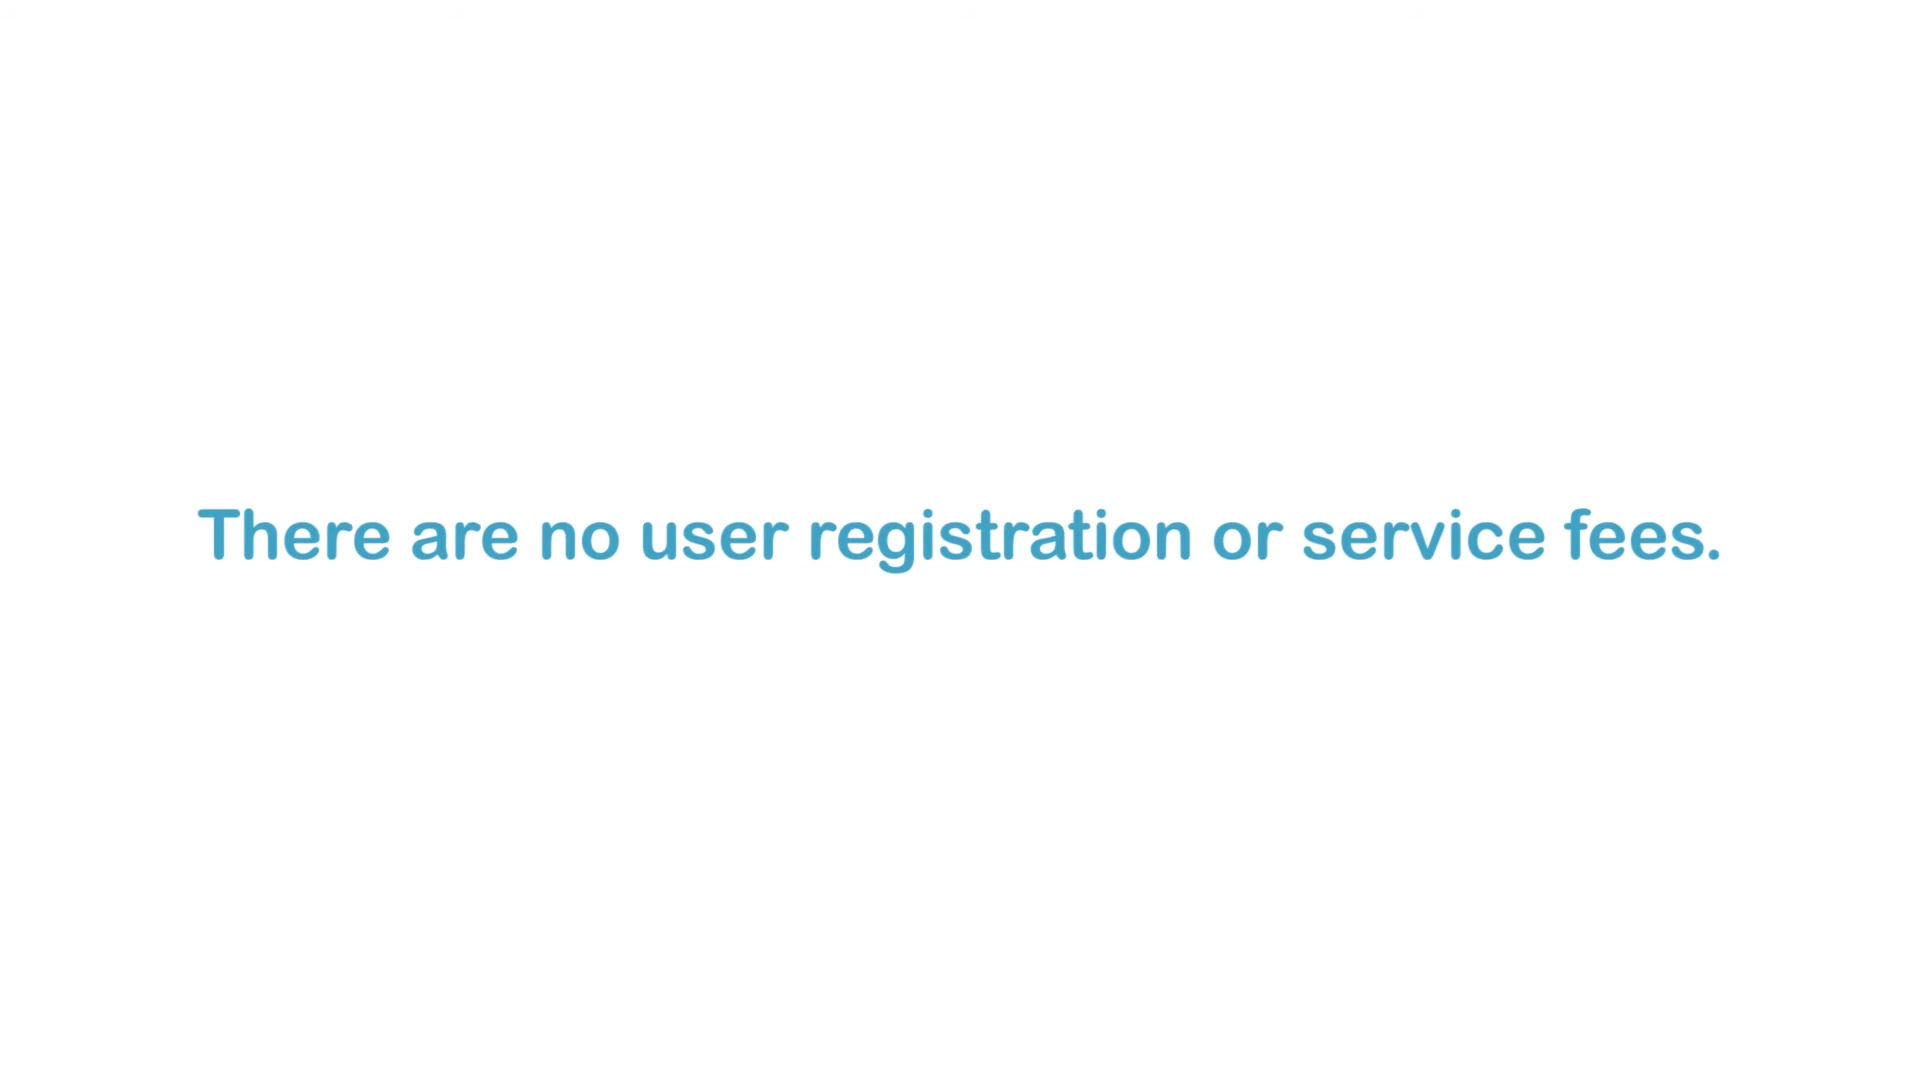 There are no user registration or service fees.